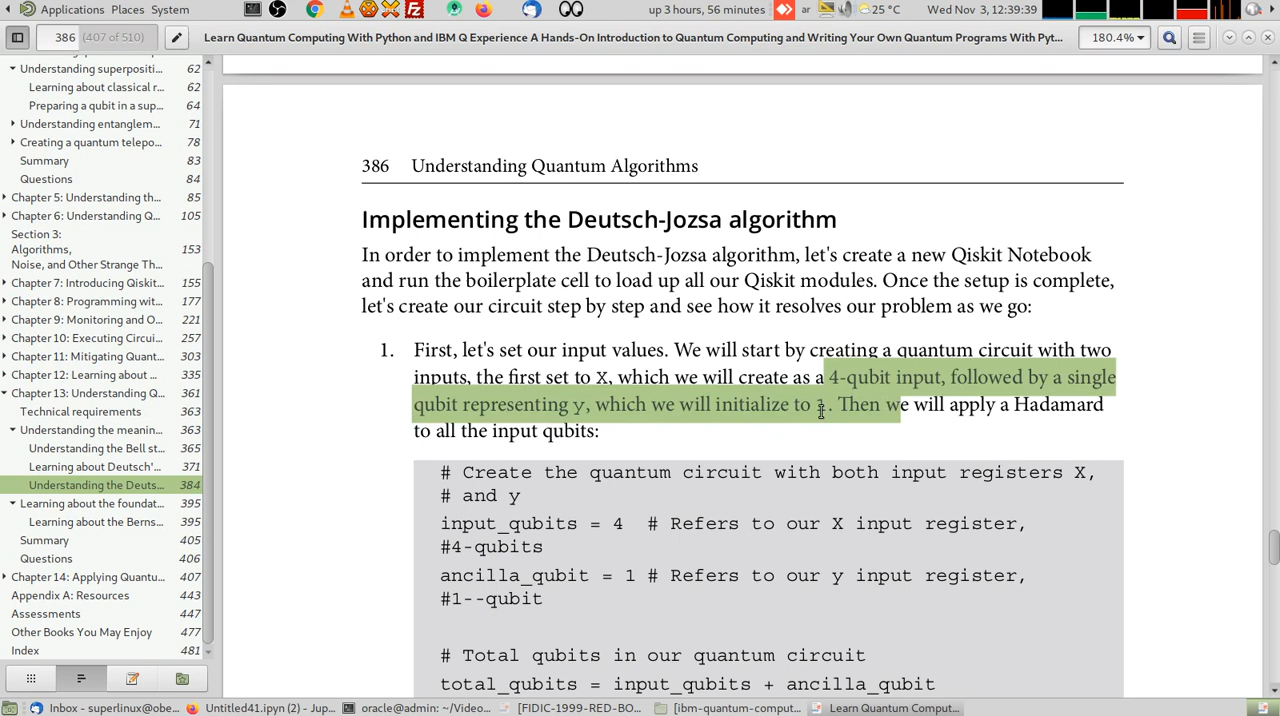 Applications Places System
up 3 hours, 56 minutes
ar
25 °C
Wed Nov 3, 12:39:39
386 (407 of 510)
Learn Quantum Computing With Python and IBM Q Experience A Hands-On Introduction to Quantum Computing and Writing Your Own Quantum Programs With Pyt...
180.4%
Understanding superpositi... 62
Learning about classical r... 62
Preparing a qubit in a sup... 64
Understanding entanglem... 71
Creating a quantum telepo... 78
Summary 83
Questions 84
Chapter 5: Understanding th... 85
Chapter 6: Understanding Q... 105
Section 3:
Algorithms, 153
Noise, and Other Strange Th...
Chapter 7: Introducing Qiskit... 155
Chapter 8: Programming wit... 177
Chapter 9: Monitoring and O... 221
Chapter 10: Executing Circui... 257
Chapter 11: Mitigating Quant... 303
Chapter 12: Learning about ... 334
Chapter 13: Understanding ... 361
Technical requirements 363
Understanding the meanin... 363
Understanding the Bell st... 365
Learning about Deutsch'... 371
Understanding the Deuts... 384
Learning about the foundat... 395
Learning about the Berns... 395
Summary 405
Questions 406
Chapter 14: Applying Quantu... 407
Appendix A: Resources 443
Assessments 447
Other Books You May Enjoy 477
Index 481
386 Understanding Quantum Algorithms
Implementing the Deutsch-Jozsa algorithm
In order to implement the Deutsch-Jozsa algorithm, let's create a new Qiskit Notebook
and run the boilerplate cell to load up all our Qiskit modules. Once the setup is complete,
let's create our circuit step by step and see how it resolves our problem as we go:
1. First, let's set our input values. We will start by creating a quantum circuit with two
inputs, the first set to X, which we will create as a 4-qubit input, followed by a single
qubit representing y, which we will initialize to 1. Then we will apply a Hadamard
to all the input qubits:
# Create the quantum circuit with both input registers X,
# and y
input_qubits = 4 # Refers to our X input register,
#4-qubits
ancilla_qubit = 1 # Refers to our y input register,
#1--qubit
# Total qubits in our quantum circuit
total_qubits = input_qubits + ancilla_qubit
Inbox - superlinux@obe...
Untitled41.ipynb (2) - Jup...
oracle@admin: ~/Video...
[FIDIC-1999-RED-BO...
[ibm-quantum-comput...
Learn Quantum Comput...